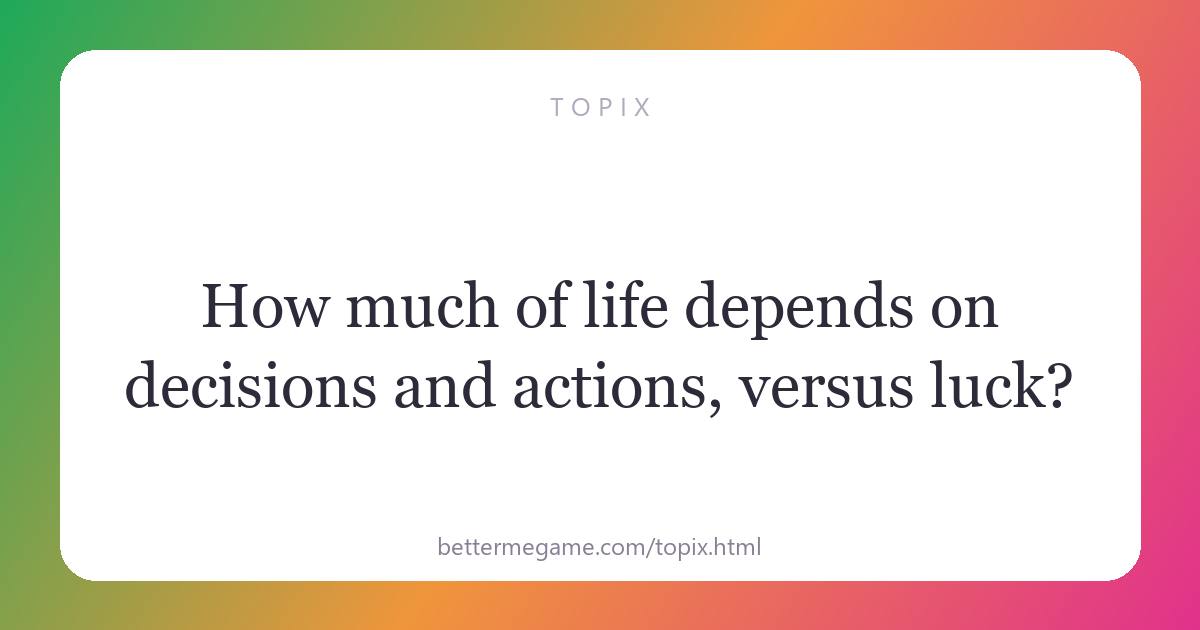 TOPIX
How much of life depends on
decisions and actions, versus luck?
bettermegame.com/topix.html